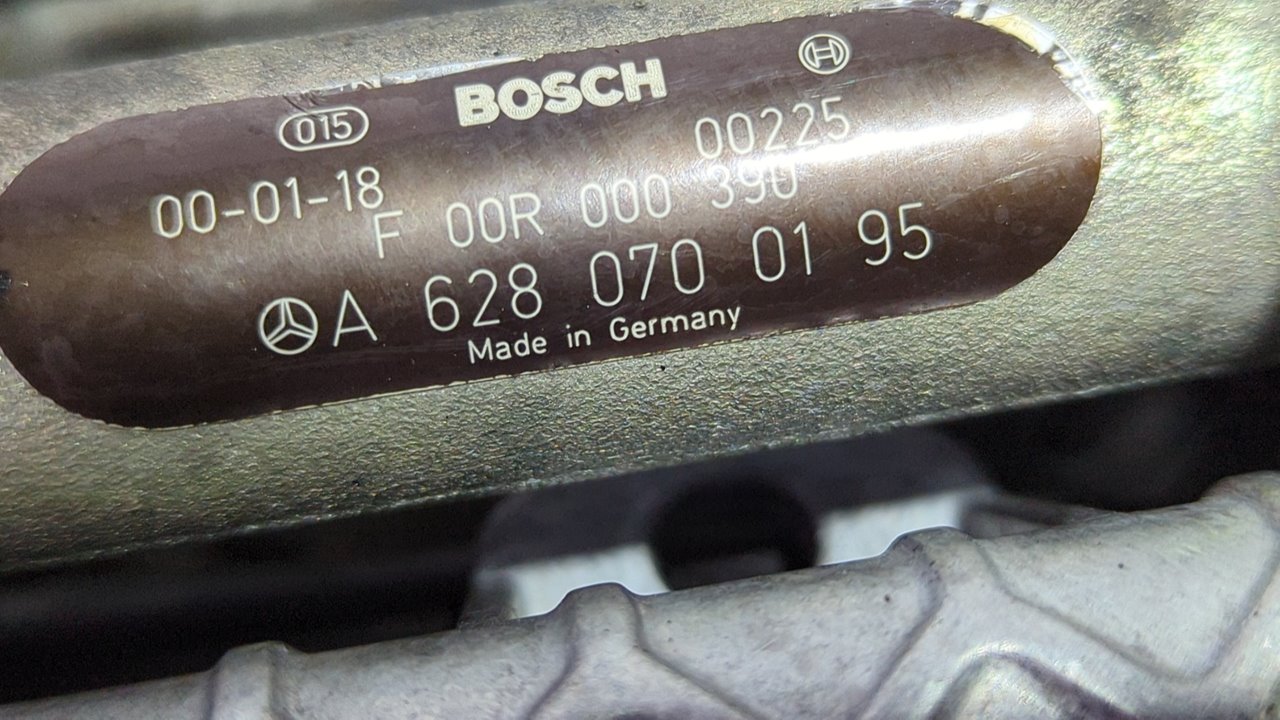 BOSCH
015
00225
00-01-18
F 00R 000 390
A 628 070 01 95
Made in Germany